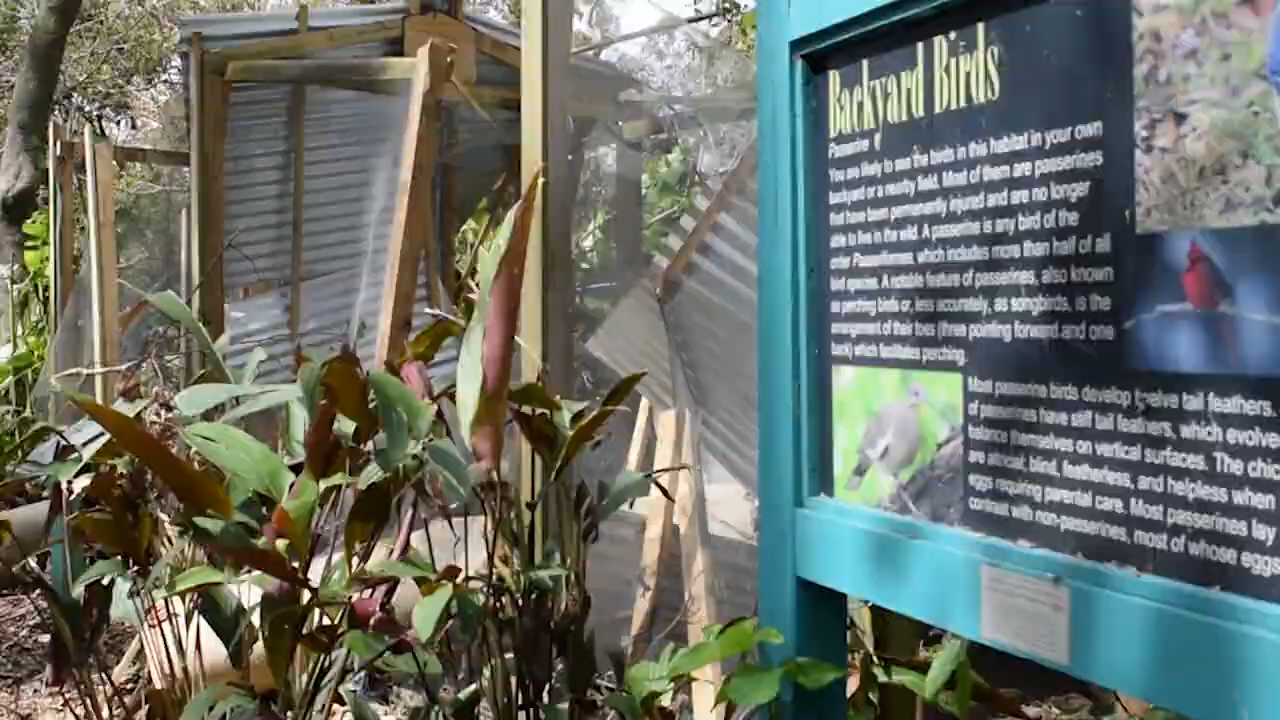 Backyard Birds
Passerine
You are likely to see the birds in this habitat in your own
backyard or a nearby field. Most of them are passerines
that have been permanently injured and are no longer
able to live in the wild. A passerine is any bird of the
order Passeriformes, which includes more than half of all
bird species. A notable feature of passerines, also known
as perching birds or, less accurately, as songbirds, is the
arrangement of their toes (three pointing forward and one
back) which facilitates perching.
Most passerine birds develop twelve tail feathers.
of passerines have stiff tail feathers, which evolve
balance themselves on vertical surfaces. The chic
are altricial; blind, featherless, and helpless when
eggs requiring parental care. Most passerines lay
contrast with non-passerines, most of whose eggs